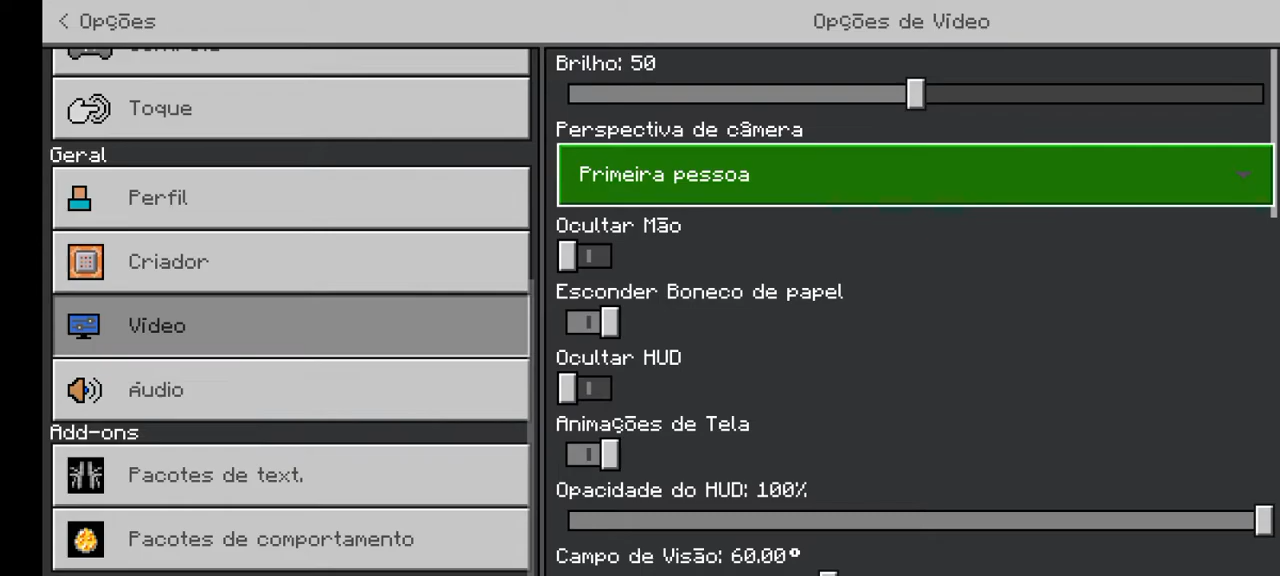 < Opções
Opções de Vídeo
Toque
Geral
Perfil
Criador
Vídeo
Áudio
Add-ons
Pacotes de text.
Pacotes de comportamento
Brilho: 50
Perspectiva de câmera
Primeira pessoa
Ocultar Mão
Esconder Boneco de papel
Ocultar HUD
Animações de Tela
Opacidade do HUD: 100%
Campo de Visão: 60.00°